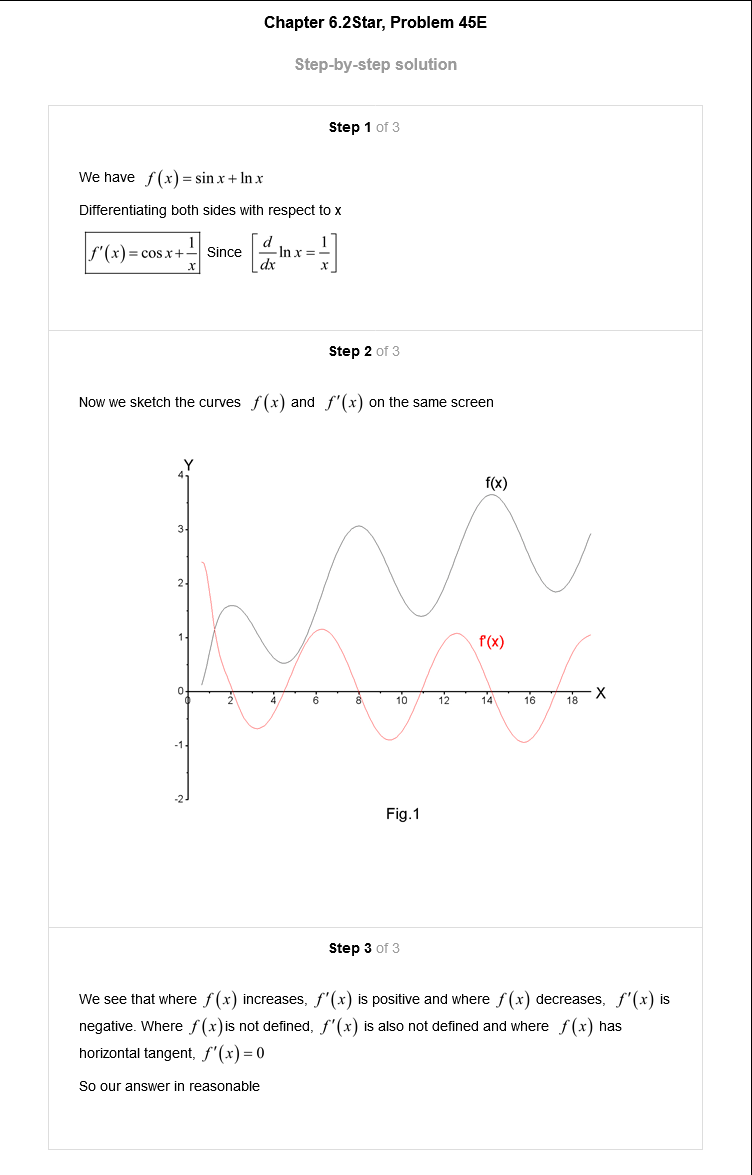 Chapter 6.2Star, Problem 45E
Step-by-step solution
Step 1 of 3
We have f(x) = sin x + ln x
Differentiating both sides with respect to x
f'(x) = cos x + 1/x Since [d/dx ln x = 1/x]
Step 2 of 3
Now we sketch the curves f(x) and f'(x) on the same screen
Y
4
f(x)
3
2
1
f'(x)
0
X
0 2 4 6 8 10 12 14 16 18
-1
-2
Fig.1
Step 3 of 3
We see that where f(x) increases, f'(x) is positive and where f(x) decreases, f'(x) is
negative. Where f(x) is not defined, f'(x) is also not defined and where f(x) has
horizontal tangent, f'(x) = 0
So our answer in reasonable